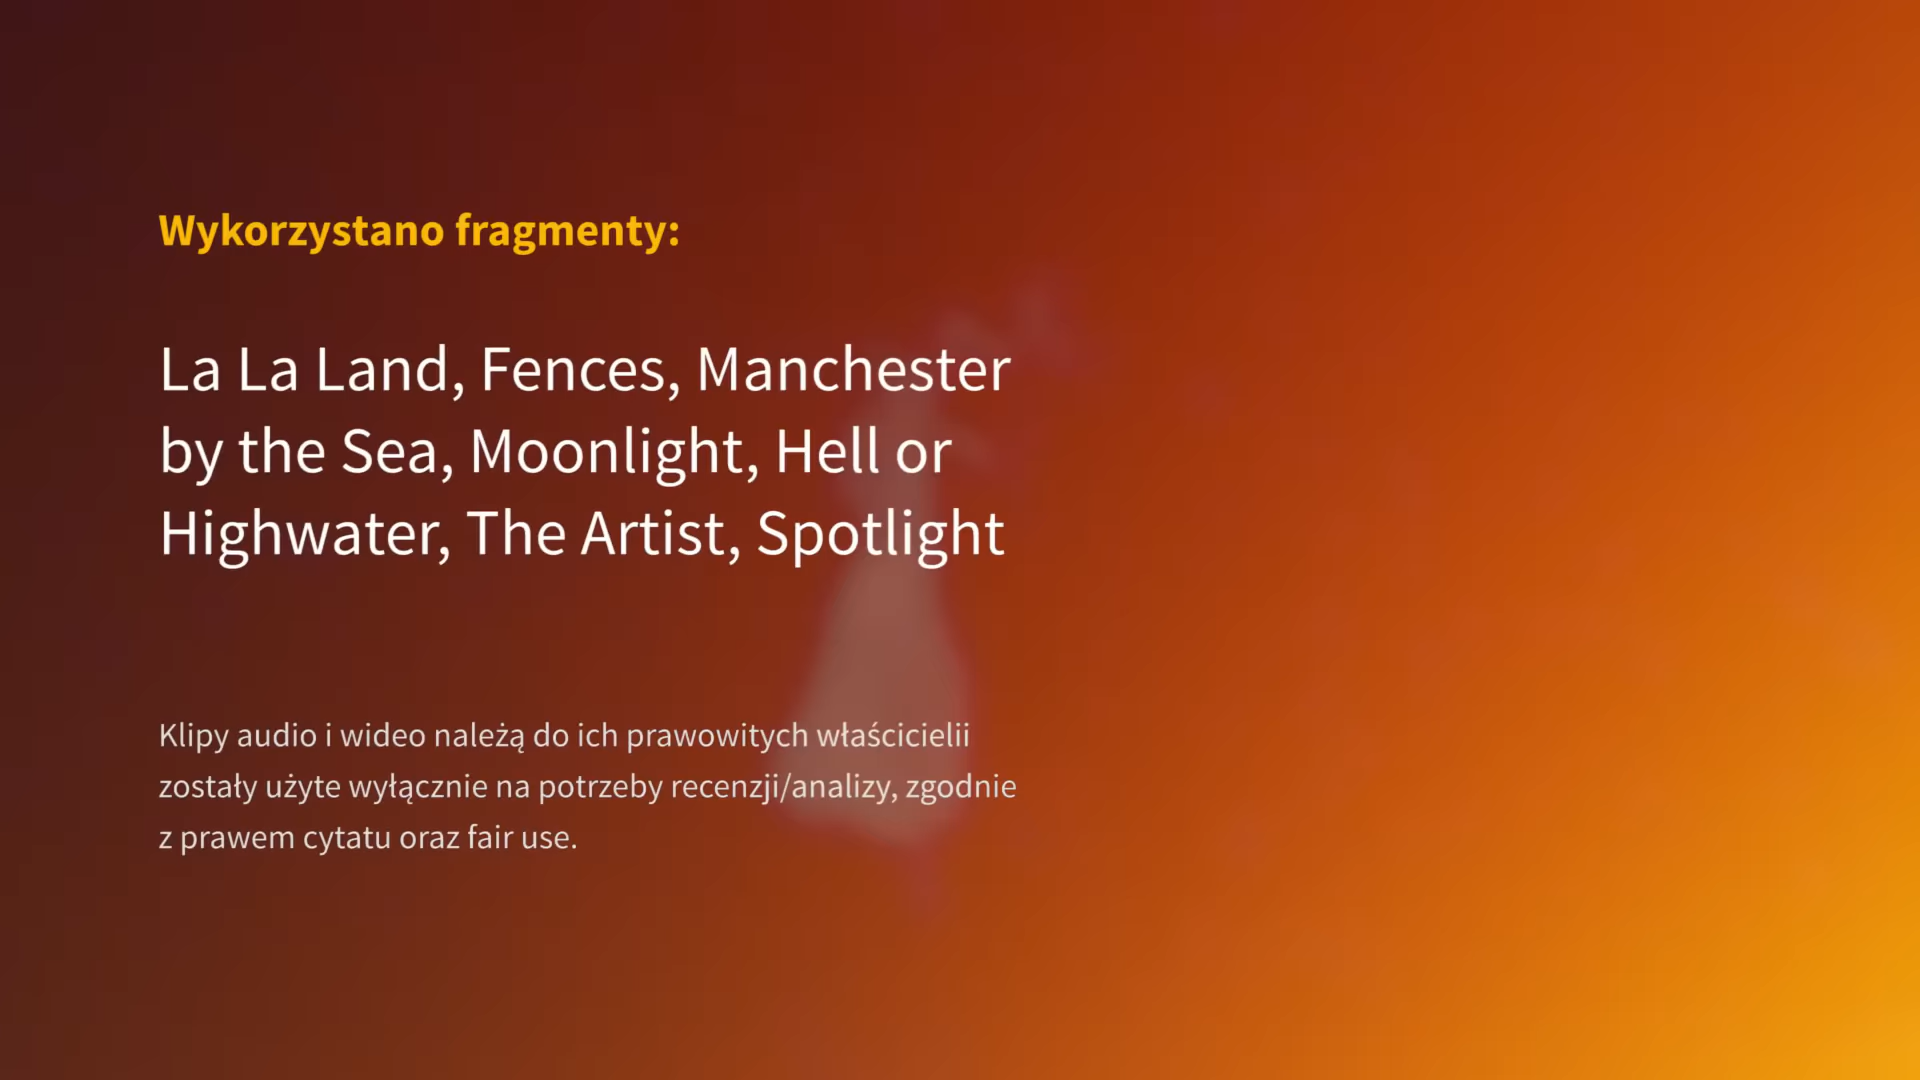 Wykorzystano fragmenty:
La La Land, Fences, Manchester
by the Sea, Moonlight, Hell or
Highwater, The Artist, Spotlight
Klipy audio i wideo należą do ich prawowitych właścicielii
zostały użyte wyłącznie na potrzeby recenzji/analizy, zgodnie
z prawem cytatu oraz fair use.